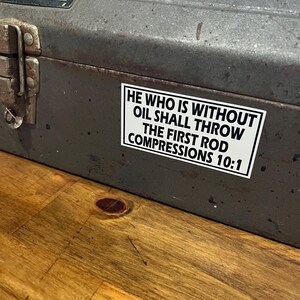 HE WHO IS WITHOUT
OIL SHALL THROW
THE FIRST ROD
COMPRESSIONS 10:1